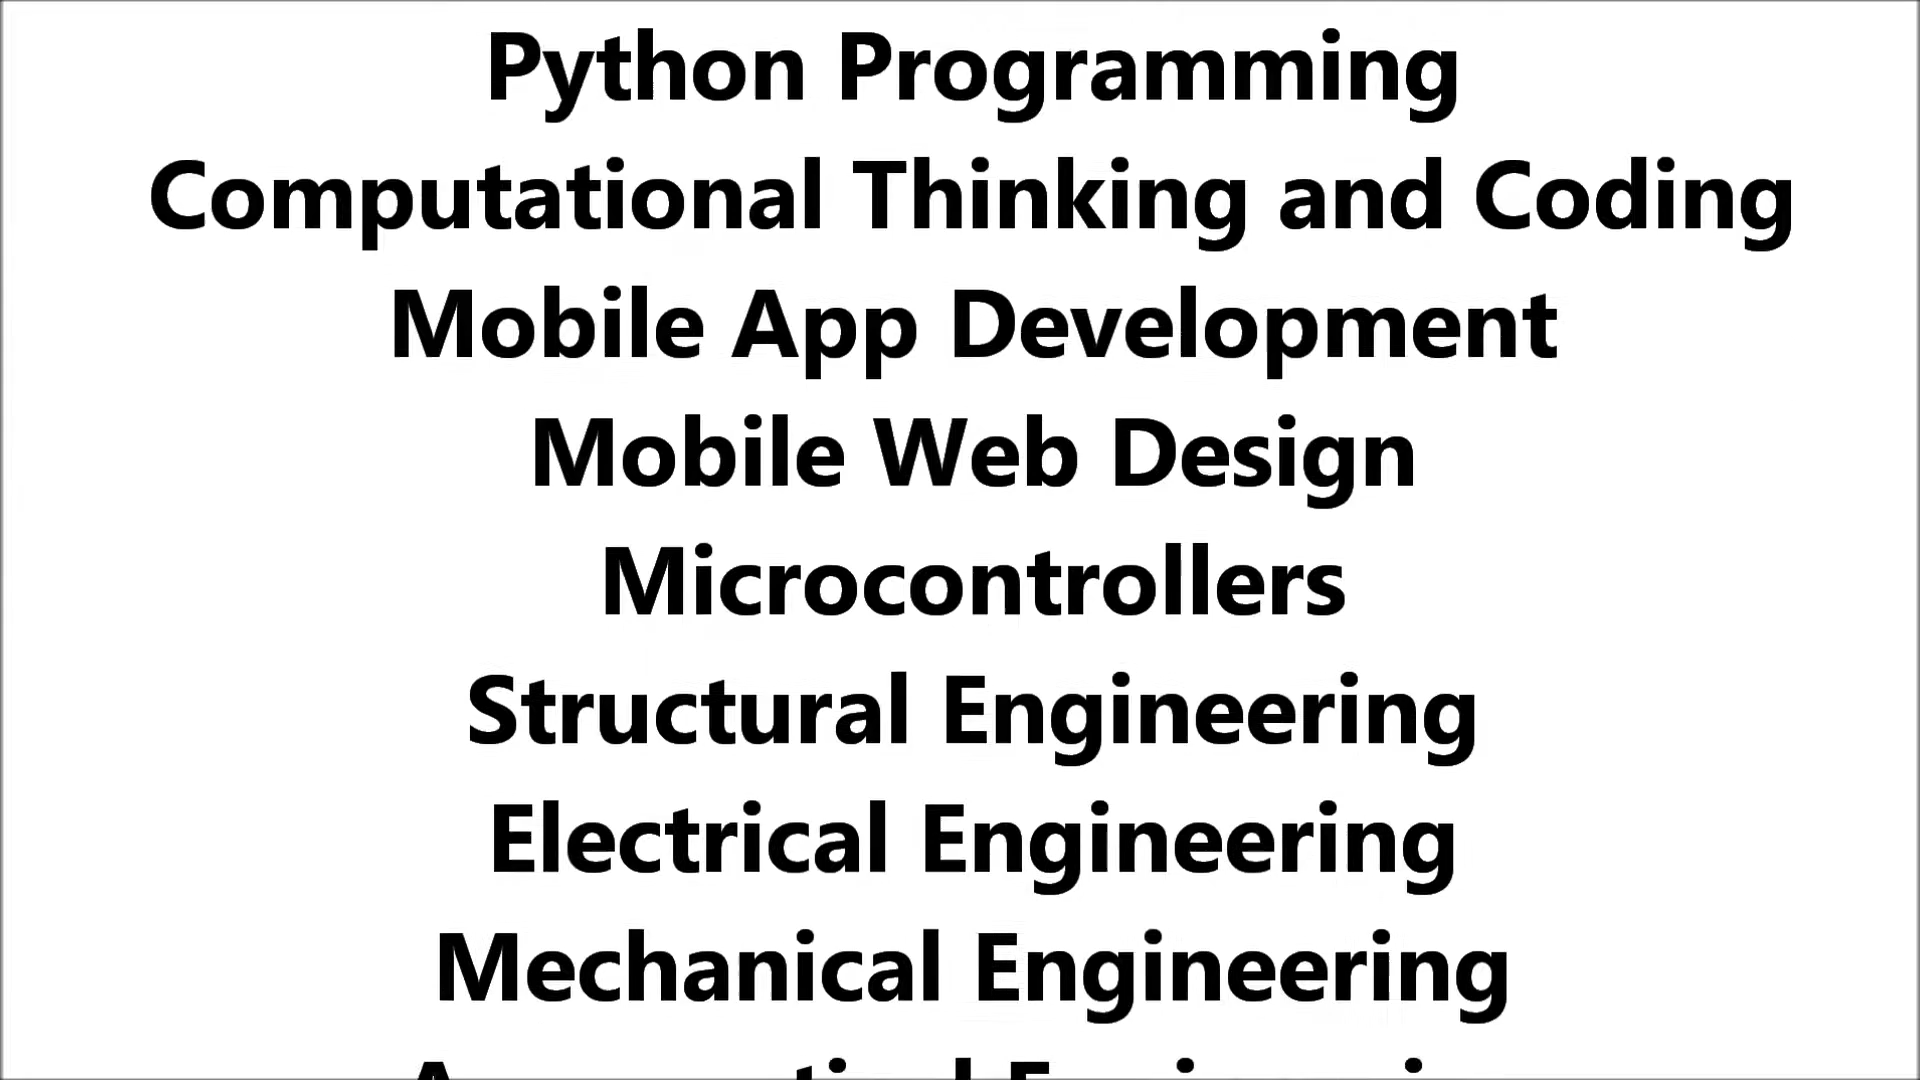 Python Programming
Computational Thinking and Coding
Mobile App Development
Mobile Web Design
Microcontrollers
Structural Engineering
Electrical Engineering
Mechanical Engineering